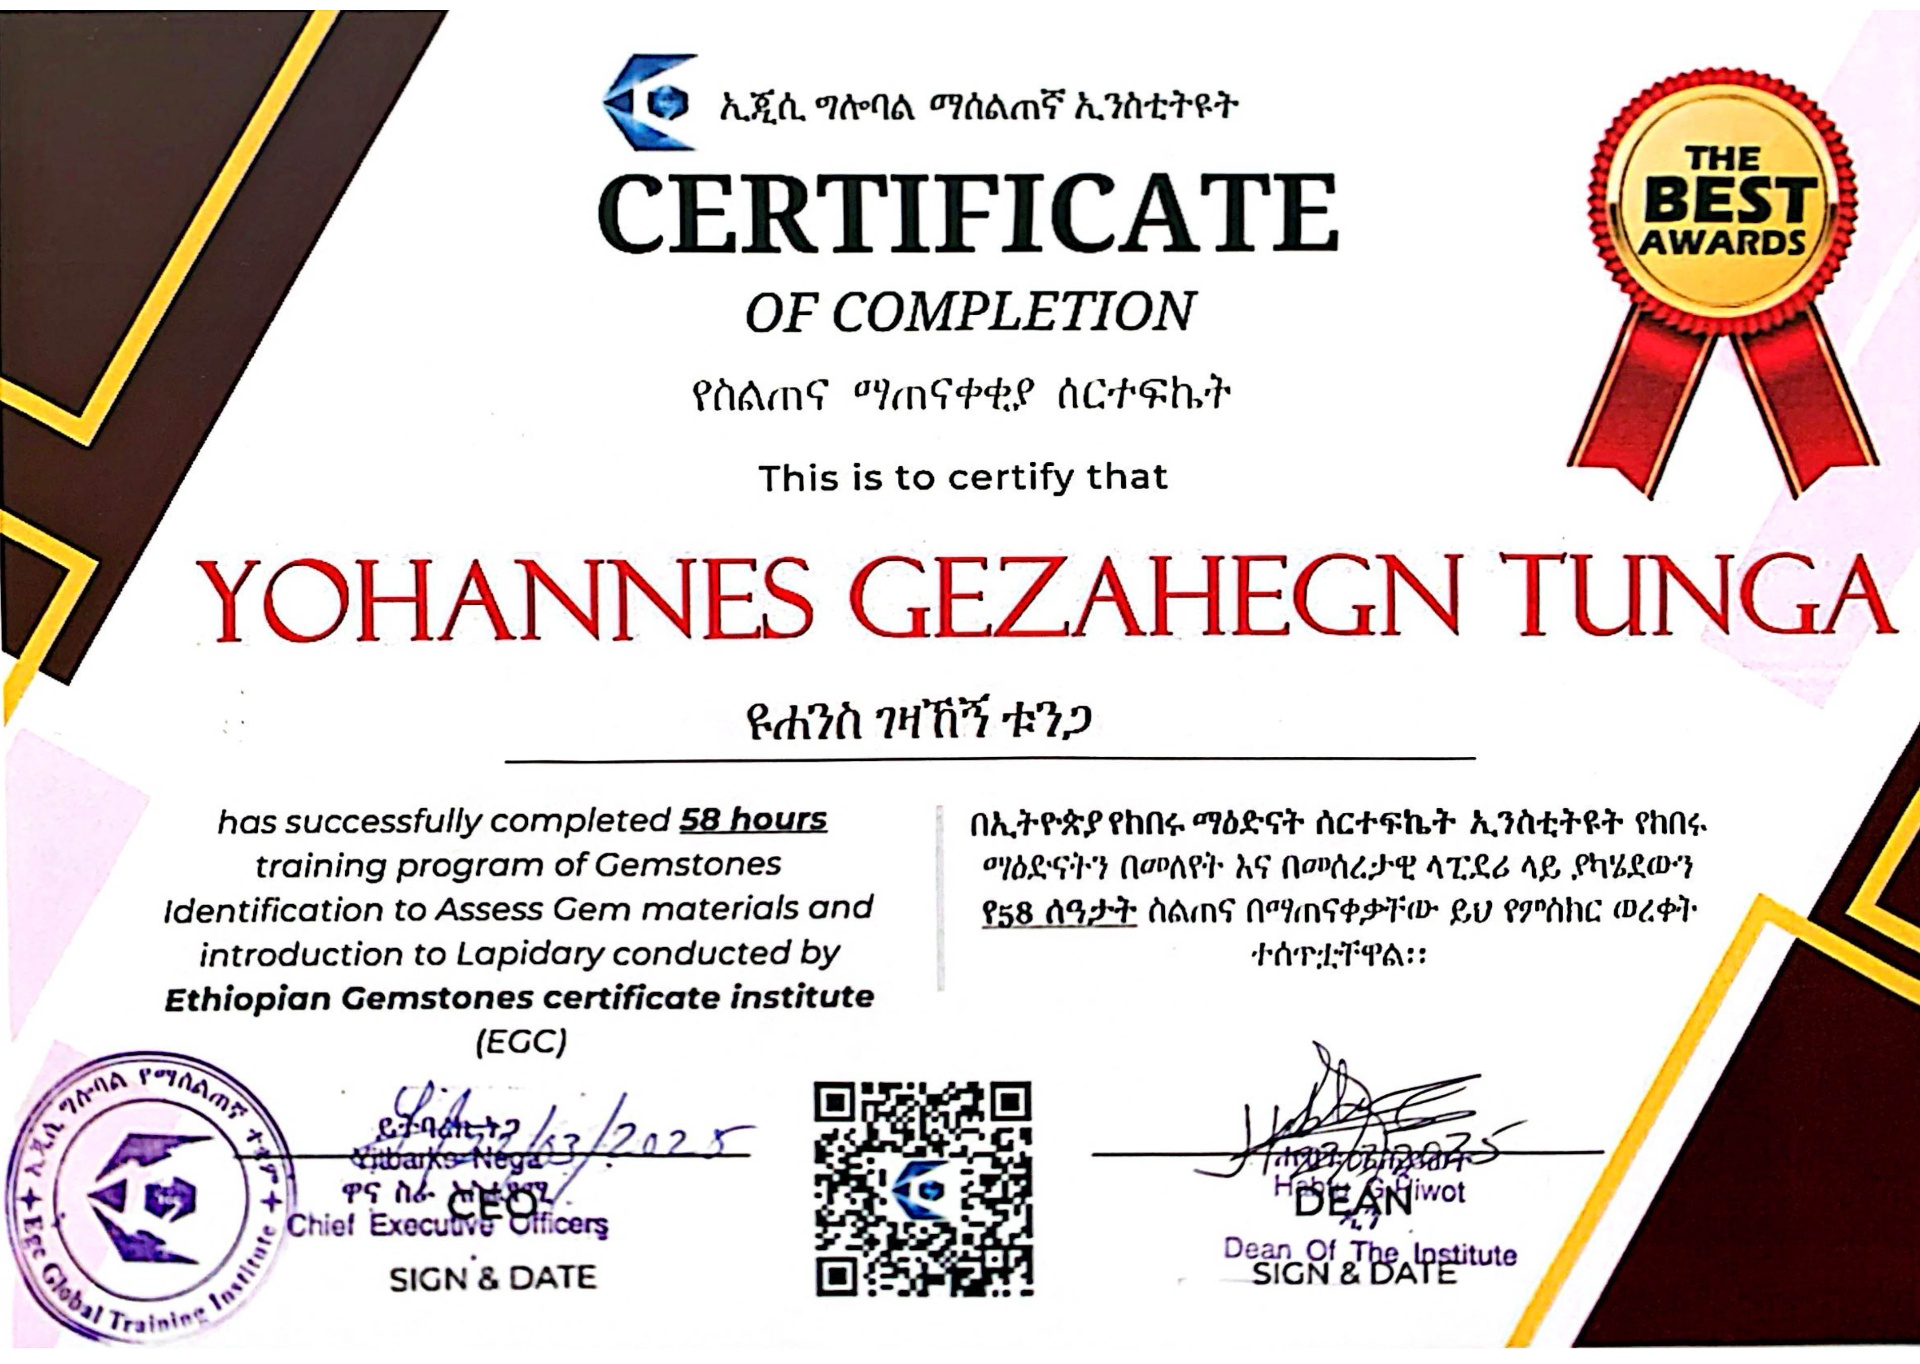 ኢጂሲ ግሎባል ማሰልጠኛ ኢንስቲትዩት
CERTIFICATE
OF COMPLETION
የስልጠና ማጠናቀቂያ ሰርተፍኬት
This is to certify that
YOHANNES GEZAHEGN TUNGA
ዩሐንስ ገዛኸኝ ቱንጋ
THE
BEST
AWARDS
has successfully completed 58 hours
training program of Gemstones
Identification to Assess Gem materials and
introduction to Lapidary conducted by
Ethiopian Gemstones certificate institute
(EGC)
በኢትዮጵያ የከበሩ ማዕድናት ሰርተፍኬት ኢንስቲትዩት የከበሩ
ማዕድናትን በመለየት እና በመሰረታዊ ላፒደሪ ላይ ያካሄደውን
የ58 ሰዓታት ስልጠና በማጠናቀቃቸው ይህ የምስክር ወረቀት
ተሰጥቷቸዋል፡፡
ኢጂሲ ግሎባል የማሰልጠኛ ተቋም
Egc Global Training Institute
ይትባረክ ነጋ
22/03/2025
Yitbarks Nega
ዋና ስራ አስፈፃሚ
CEO
Chief Executive Officers
SIGN & DATE
Hiwot
DEAN
ዲን
Dean Of The Institute
SIGN & DATE